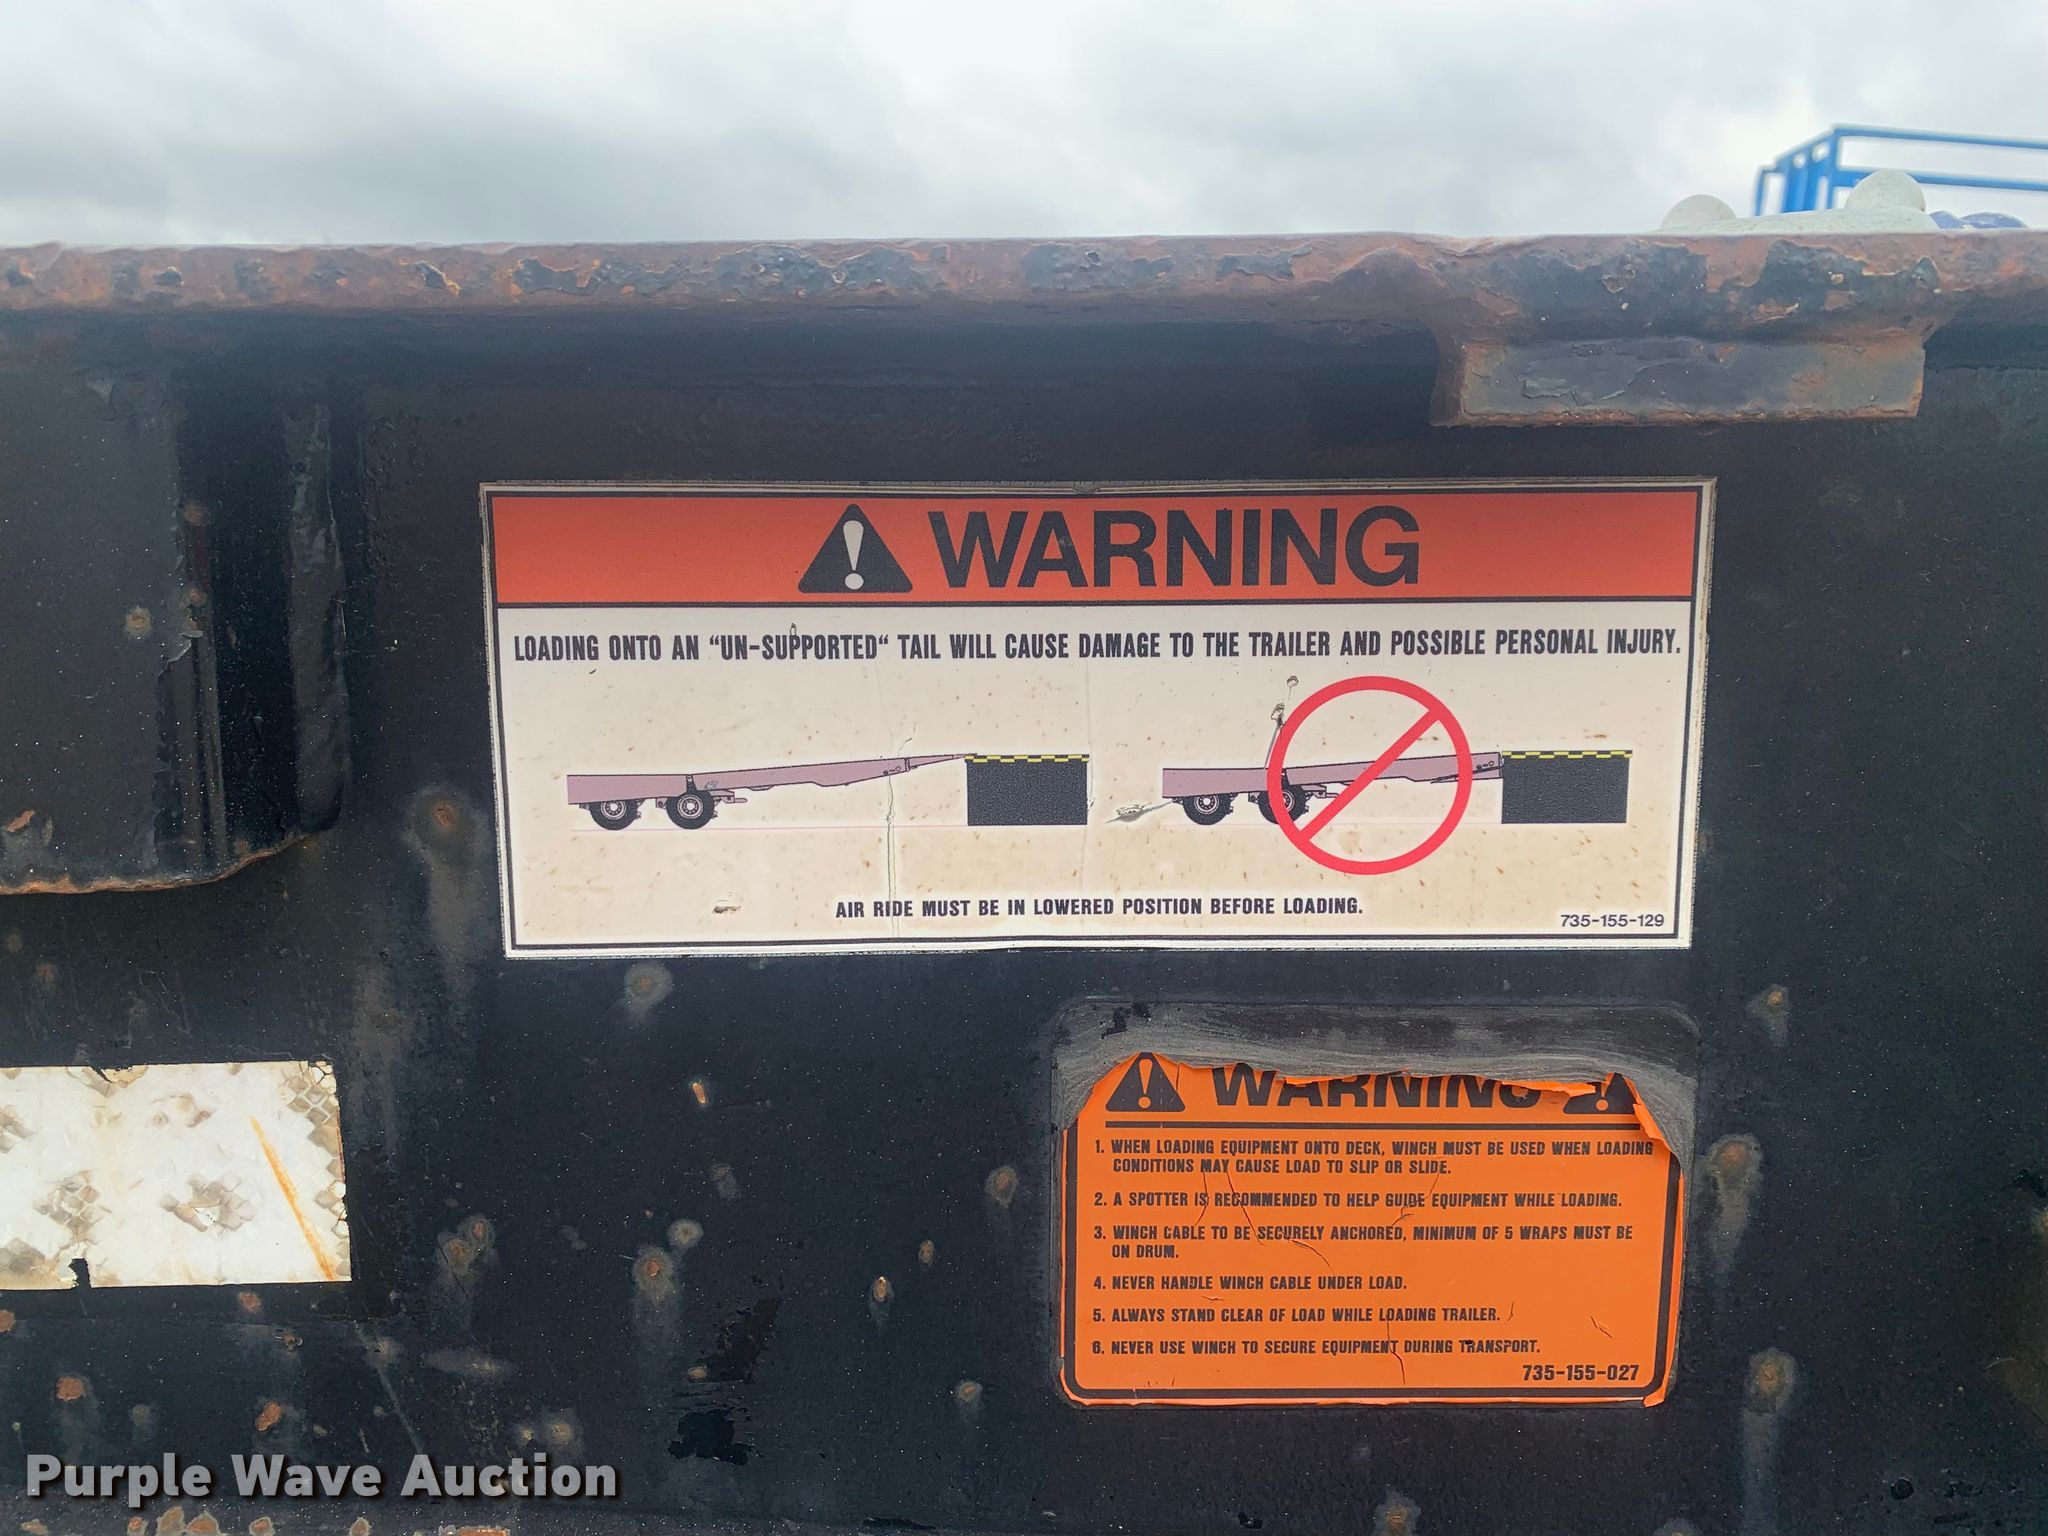 WARNING
LOADING ONTO AN “UN-SUPPORTED“ TAIL WILL CAUSE DAMAGE TO THE TRAILER AND POSSIBLE PERSONAL INJURY.
AIR RIDE MUST BE IN LOWERED POSITION BEFORE LOADING.
735-155-129
WARNING
1. WHEN LOADING EQUIPMENT ONTO DECK, WINCH MUST BE USED WHEN LOADING
CONDITIONS MAY CAUSE LOAD TO SLIP OR SLIDE.
2. A SPOTTER IS RECOMMENDED TO HELP GUIDE EQUIPMENT WHILE LOADING.
3. WINCH CABLE TO BE SECURELY ANCHORED, MINIMUM OF 5 WRAPS MUST BE
ON DRUM.
4. NEVER HANDLE WINCH CABLE UNDER LOAD.
5. ALWAYS STAND CLEAR OF LOAD WHILE LOADING TRAILER.
6. NEVER USE WINCH TO SECURE EQUIPMENT DURING TRANSPORT.
735-155-027
Purple Wave Auction